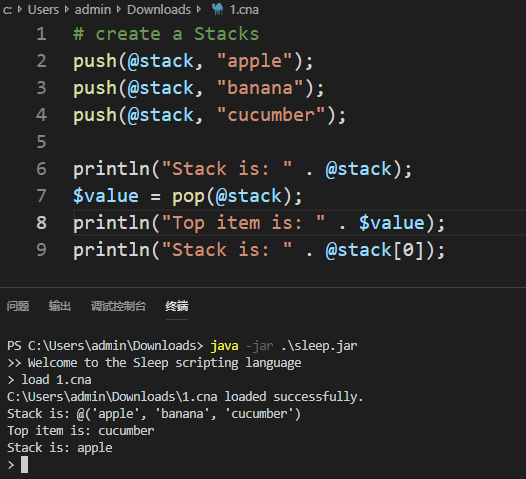 c: > Users > admin > Downloads > 1.cna
1 # create a Stacks
2 push(@stack, "apple");
3 push(@stack, "banana");
4 push(@stack, "cucumber");
5
6 println("Stack is: " . @stack);
7 $value = pop(@stack);
8 println("Top item is: " . $value);
9 println("Stack is: " . @stack[0]);
问题 输出 调试控制台 终端
PS C:\Users\admin\Downloads> java -jar .\sleep.jar
>> Welcome to the Sleep scripting language
> load 1.cna
C:\Users\admin\Downloads\1.cna loaded successfully.
Stack is: @('apple', 'banana', 'cucumber')
Top item is: cucumber
Stack is: apple
>